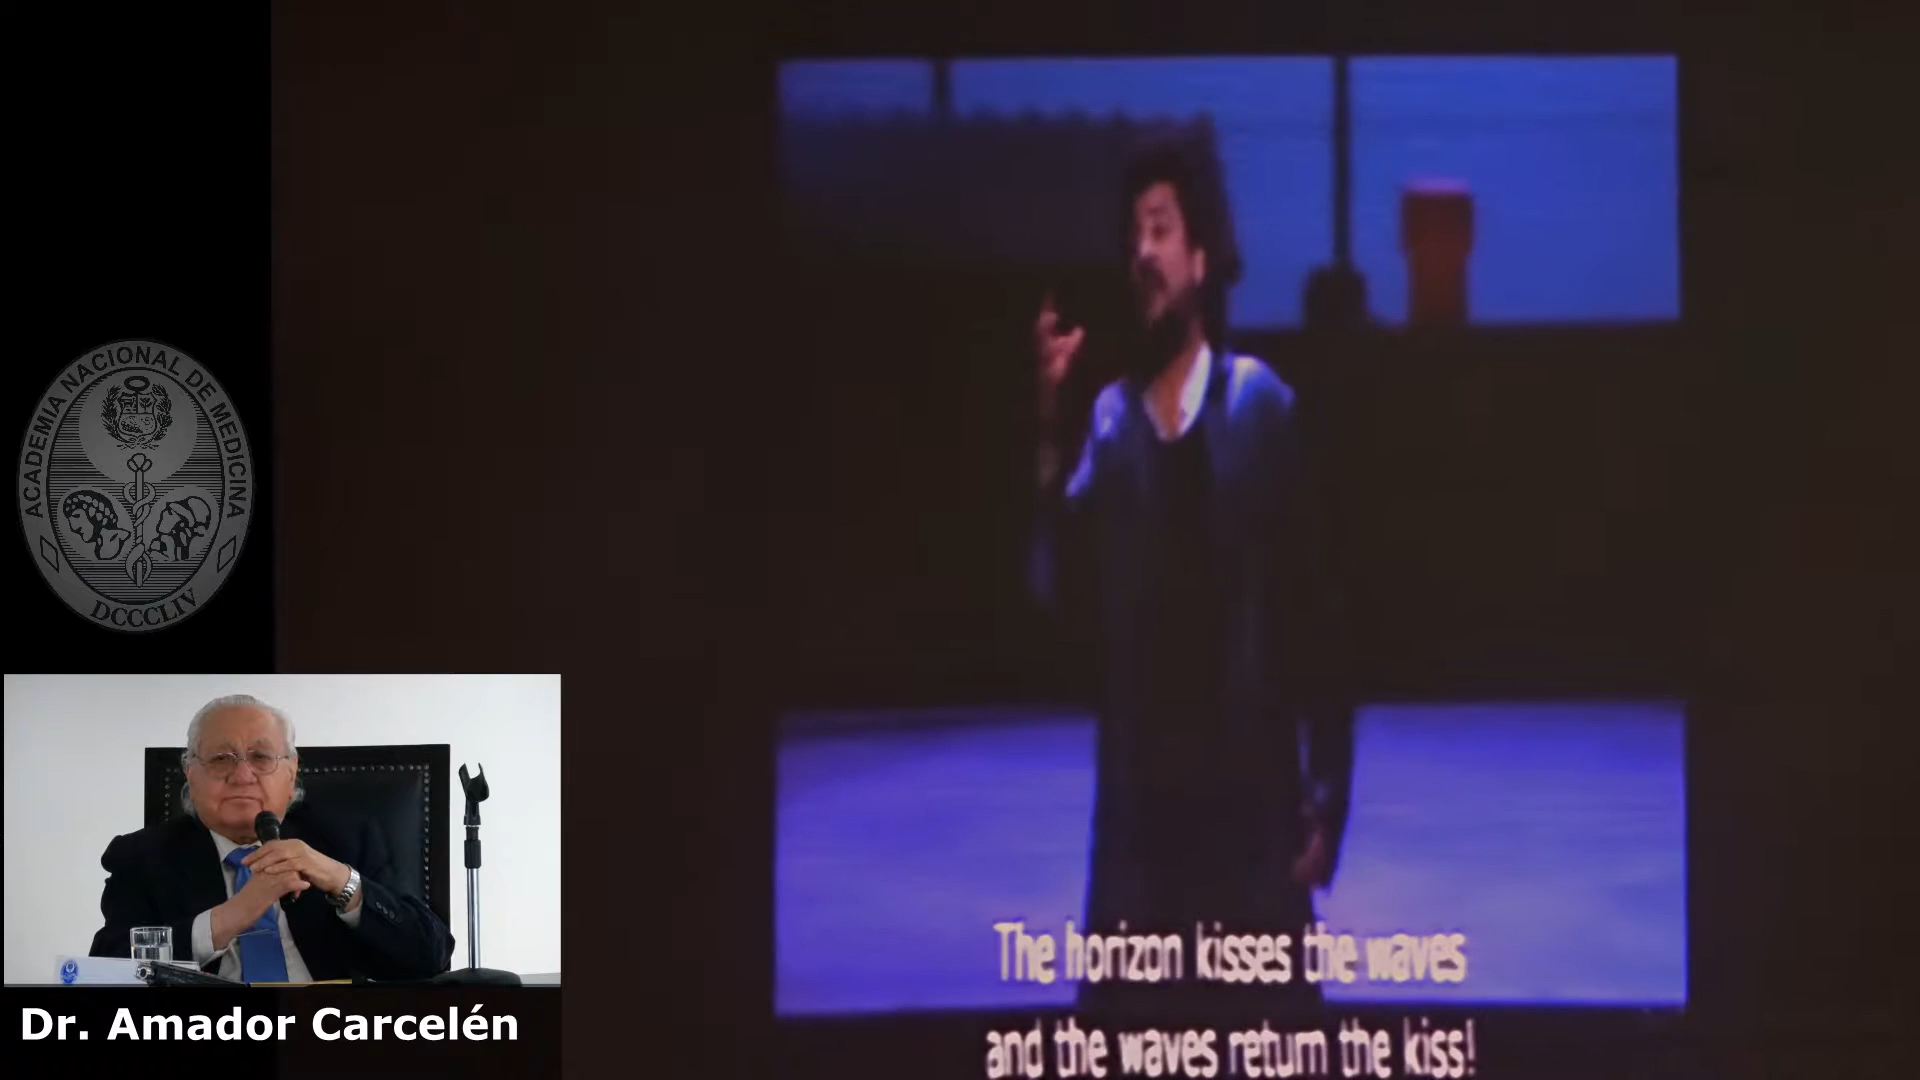 ACADEMIA NACIONAL DE MEDICINA
DCCCLIV
Dr. Amador Carcelén
The horizon kisses the waves
and the waves return the kiss!